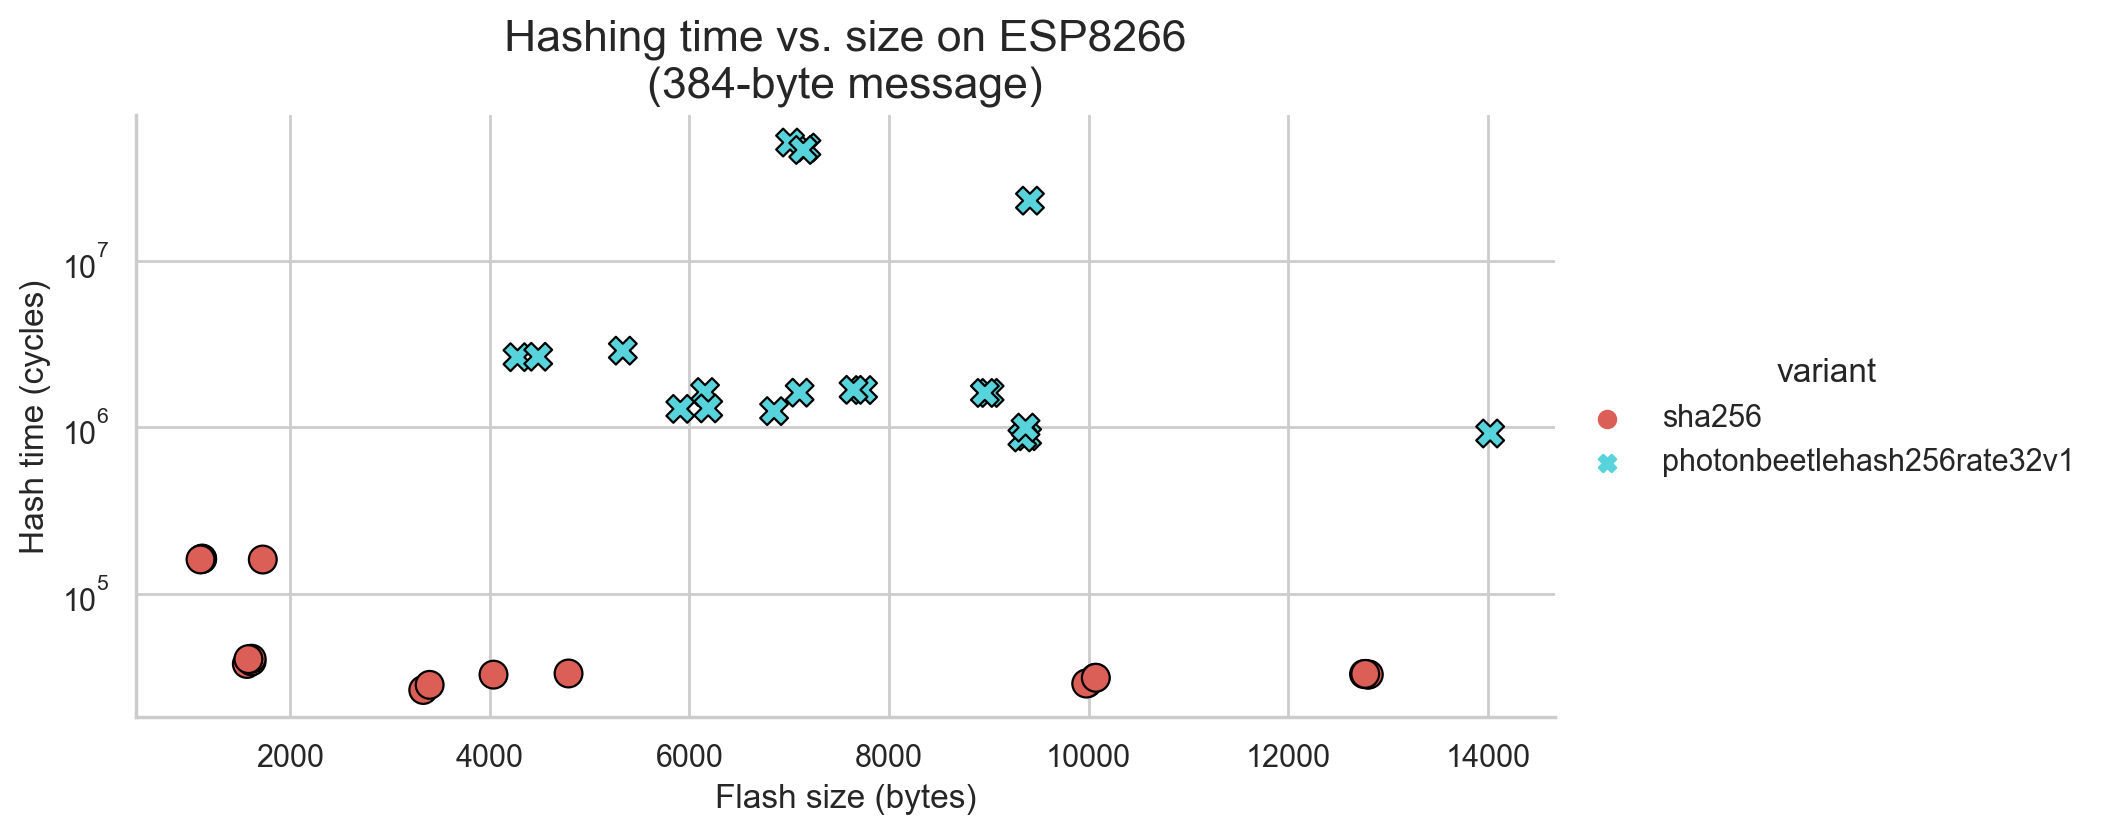 Hashing time vs. size on ESP8266
(384-byte message)
Hash time (cycles)
10^7
10^6
10^5
2000 4000 6000 8000 10000 12000 14000
Flash size (bytes)
variant
sha256
photonbeetlehash256rate32v1